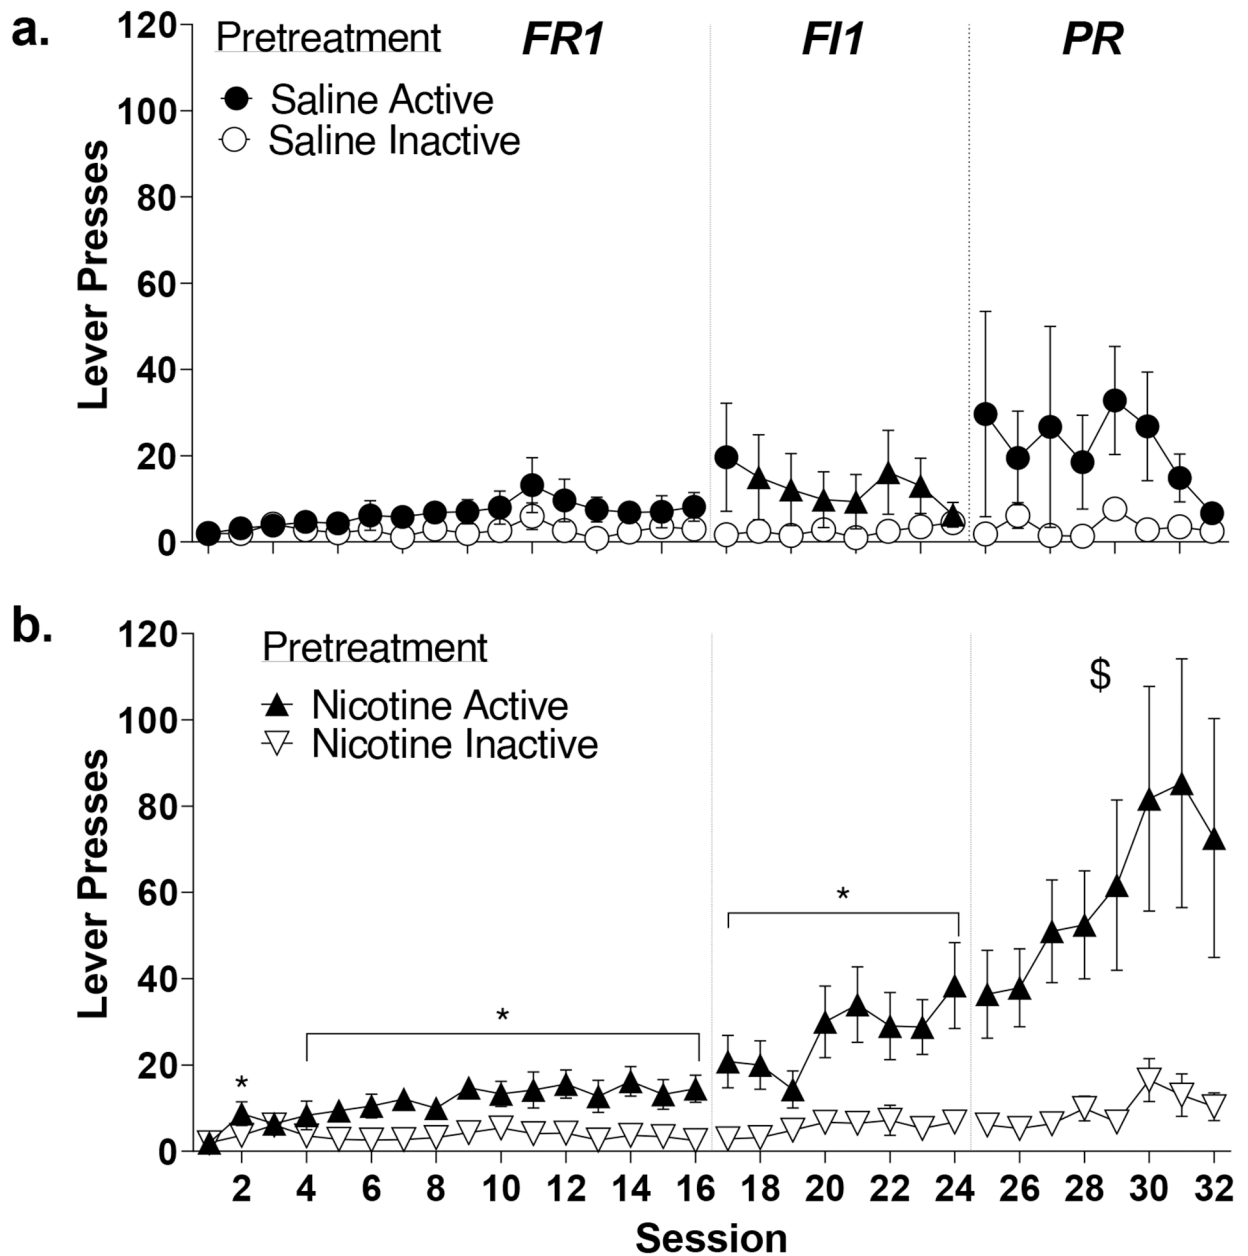 a.
120
100
80
60
40
20
0
Lever Presses
Pretreatment
Saline Active
Saline Inactive
FR1
FI1
PR
b.
120
100
80
60
40
20
0
Lever Presses
Pretreatment
Nicotine Active
Nicotine Inactive
*
*
*
$
2 4 6 8 10 12 14 16 18 20 22 24 26 28 30 32
Session